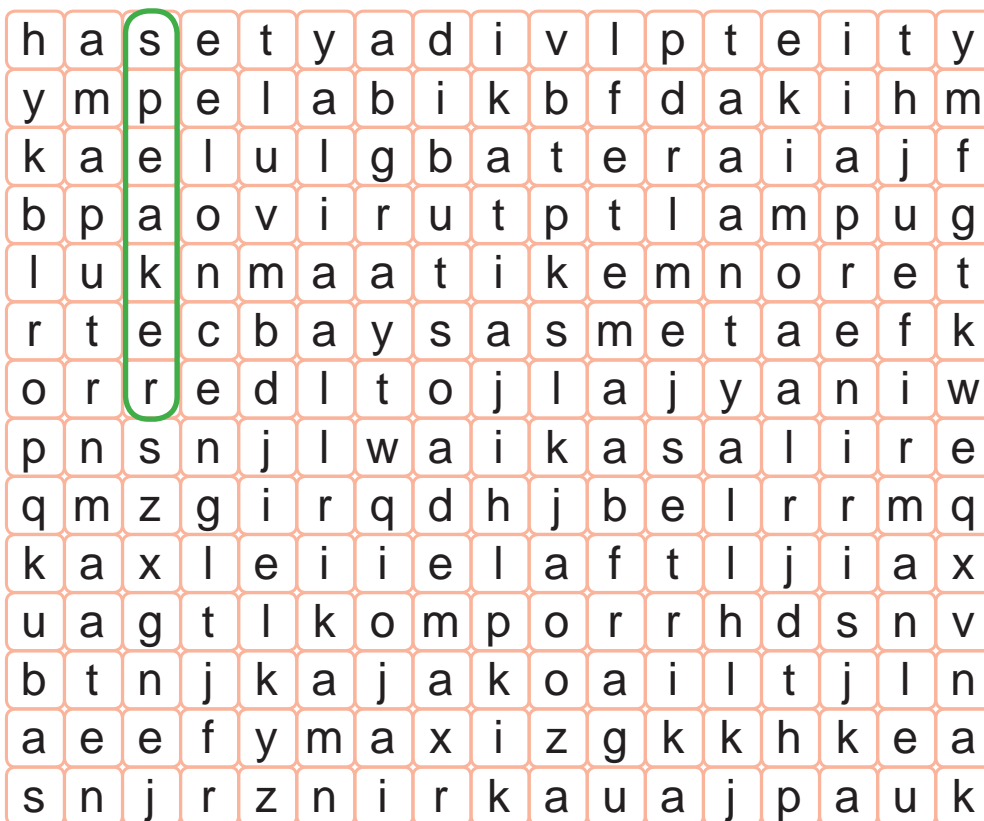 h a s e t y a d i v l p t e i t y
y m p e l a b i k b f d a k i h m
k a e l u l g b a t e r a i a j f
b p a o v i r u t p t l a m p u g
l u k n m a a t i k e m n o r e t
r t e c b a y s a s m e t a e f k
o r r e d l t o j l a j y a n i w
p n s n j l w a i k a s a l i r e
q m z g i r q d h j b e l r r m q
k a x l e i i e l a f t l j i a x
u a g t l k o m p o r r h d s n v
b t n j k a j a k o a i l t j l n
a e e f y m a x i z g k k h k e a
s n j r z n i r k a u a j p a u k